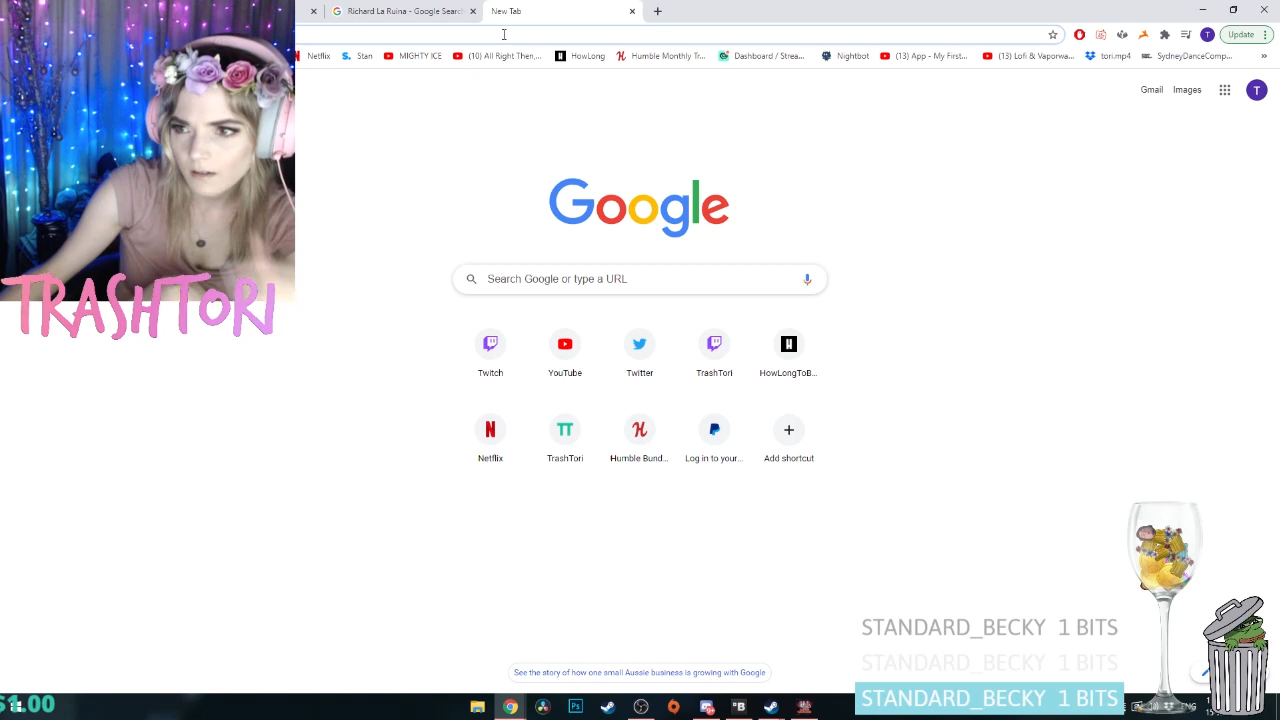 Richard La Ruina - Google Searc
New Tab
Netflix
Stan
MIGHTY ICE
(10) All Right Then,...
HowLong
Humble Monthly Tr...
Dashboard / Strea...
Nightbot
(13) App - My First...
(13) Lofi & Vaporwa...
tori.mp4
SydneyDanceComp...
»
T
Update
Gmail
Images
T
Google
Search Google or type a URL
TRASHTORI
Twitch
YouTube
Twitter
TrashTori
HowLongToB...
Netflix
TrashTori
Humble Bund...
Log in to your...
Add shortcut
STANDARD_BECKY 1 BITS
STANDARD_BECKY 1 BITS
See the story of how one small Aussie business is growing with Google
STANDARD_BECKY 1 BITS
$1.00
ENG